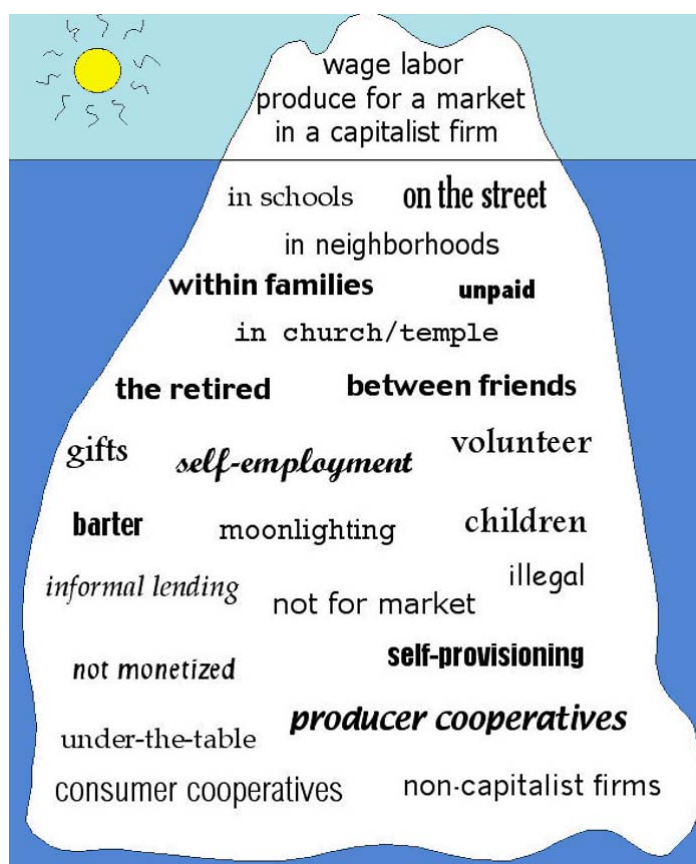 wage labor
produce for a market
in a capitalist firm
in schools on the street
in neighborhoods
within families unpaid
in church/temple
the retired between friends
gifts self-employment volunteer
barter moonlighting children
informal lending not for market illegal
not monetized self-provisioning
under-the-table producer cooperatives
consumer cooperatives non-capitalist firms